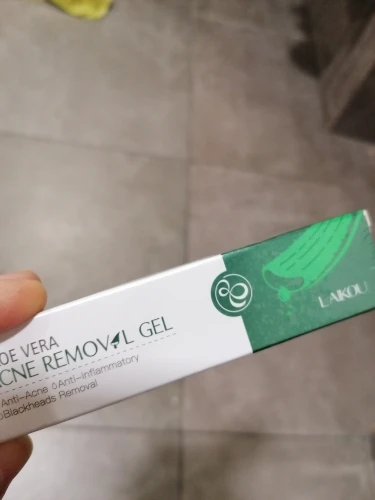 OE VERA
CNE REMOVAL GEL
Anti-Acne ◊Anti-Inflammatory
◊Blackheads Removal
LAIKOU